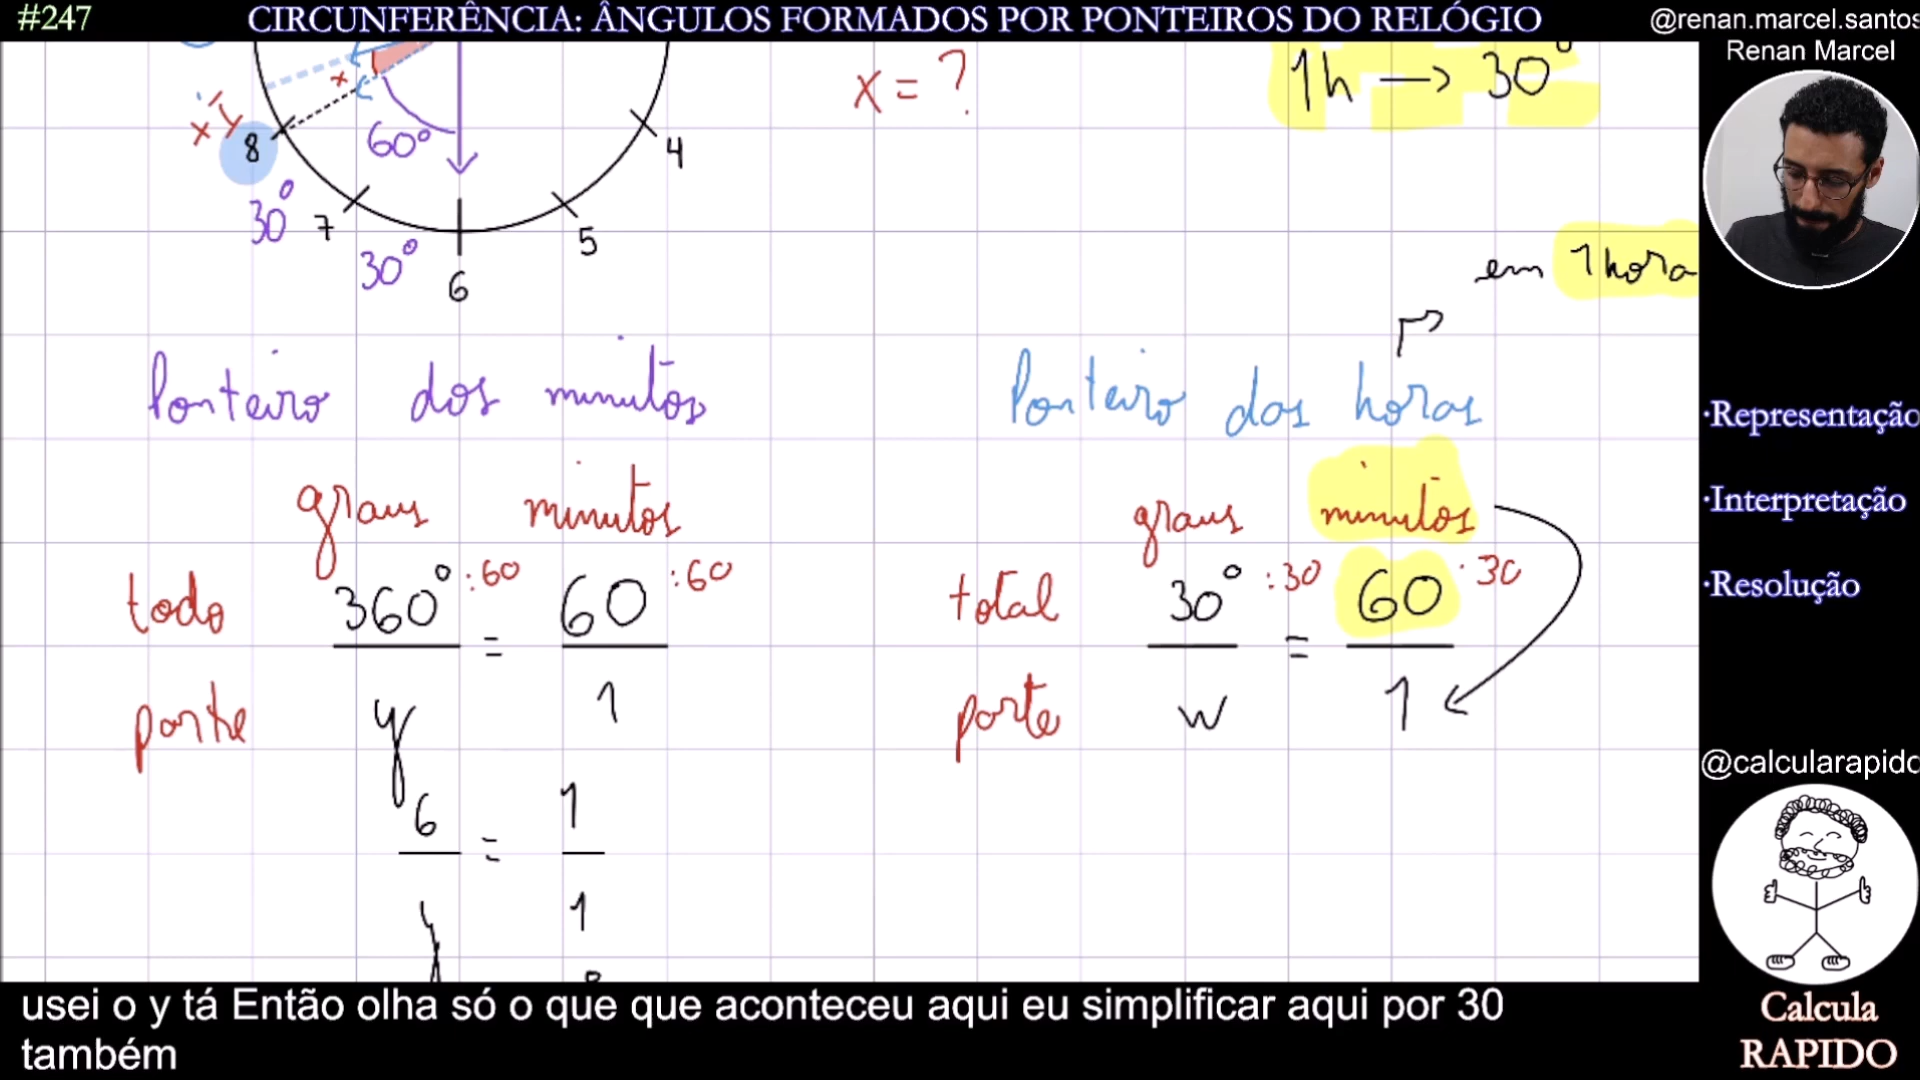 #247
CIRCUNFERÊNCIA: ÂNGULOS FORMADOS POR PONTEIROS DO RELÓGIO
@renan.marcel.santos
Renan Marcel
x = ?
1h → 30°
x
60°
8
4
30°
7
30°
5
6
em 1 hora
Ponteiro dos minutos
Ponteiro das horas
·Representação
·Interpretação
·Resolução
graus minutos
graus minutos
todo 360° :60 = 60 :60
total 30° :30 = 60 :30
parte y 1
parte w 1
6 = 1
y 1
@calcularapido
usei o y tá Então olha só o que que aconteceu aqui eu simplificar aqui por 30
também
Calcula
RAPIDO